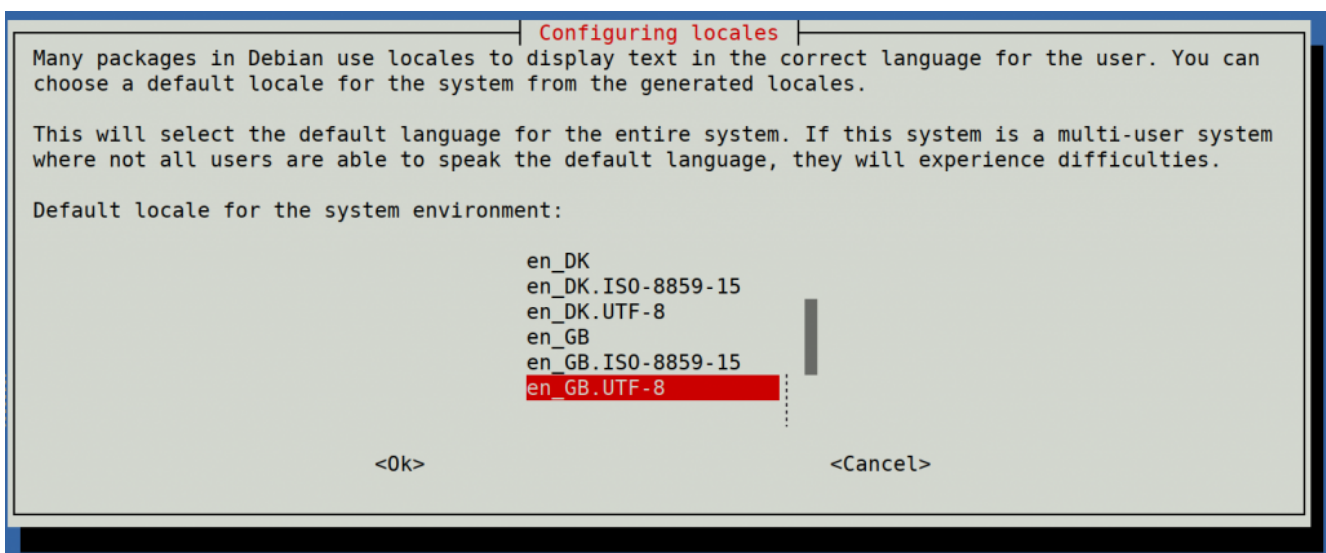 Configuring locales
Many packages in Debian use locales to display text in the correct language for the user. You can
choose a default locale for the system from the generated locales.
This will select the default language for the entire system. If this system is a multi-user system
where not all users are able to speak the default language, they will experience difficulties.
Default locale for the system environment:
en_DK
en_DK.ISO-8859-15
en_DK.UTF-8
en_GB
en_GB.ISO-8859-15
en_GB.UTF-8
<Ok> <Cancel>